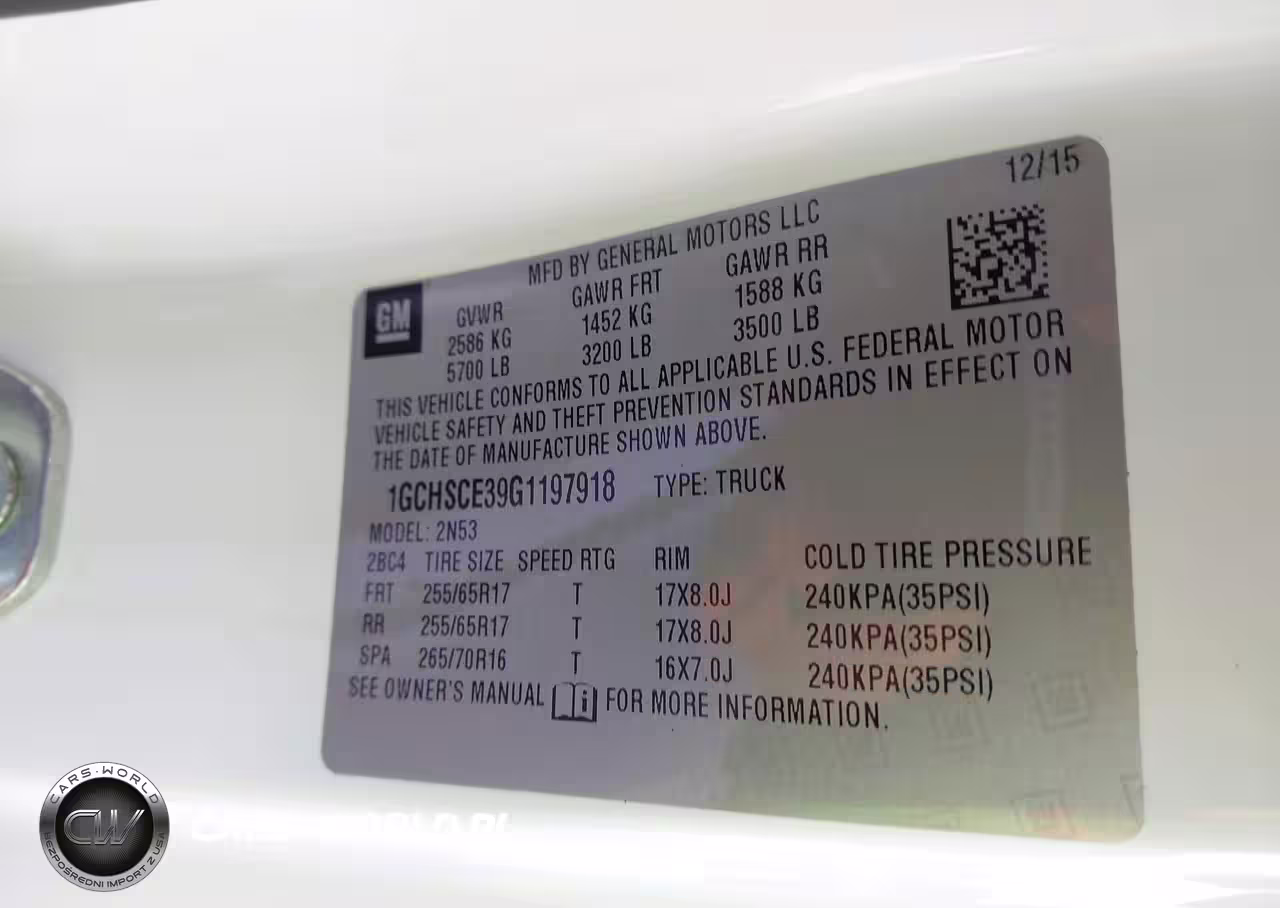 12/15
MFD BY GENERAL MOTORS LLC
GM
GVWR GAWR FRT GAWR RR
2586 KG 1452 KG 1588 KG
5700 LB 3200 LB 3500 LB
THIS VEHICLE CONFORMS TO ALL APPLICABLE U.S. FEDERAL MOTOR
VEHICLE SAFETY AND THEFT PREVENTION STANDARDS IN EFFECT ON
THE DATE OF MANUFACTURE SHOWN ABOVE.
1GCHSCE39G1197918 TYPE: TRUCK
MODEL: 2N53
2BC4 TIRE SIZE SPEED RTG RIM COLD TIRE PRESSURE
FRT 255/65R17 T 17X8.0J 240KPA(35PSI)
RR 255/65R17 T 17X8.0J 240KPA(35PSI)
SPA 265/70R16 T 16X7.0J 240KPA(35PSI)
SEE OWNER'S MANUAL i FOR MORE INFORMATION.
CARS-WORLD
CW
BEZPOŚREDNI IMPORT Z USA